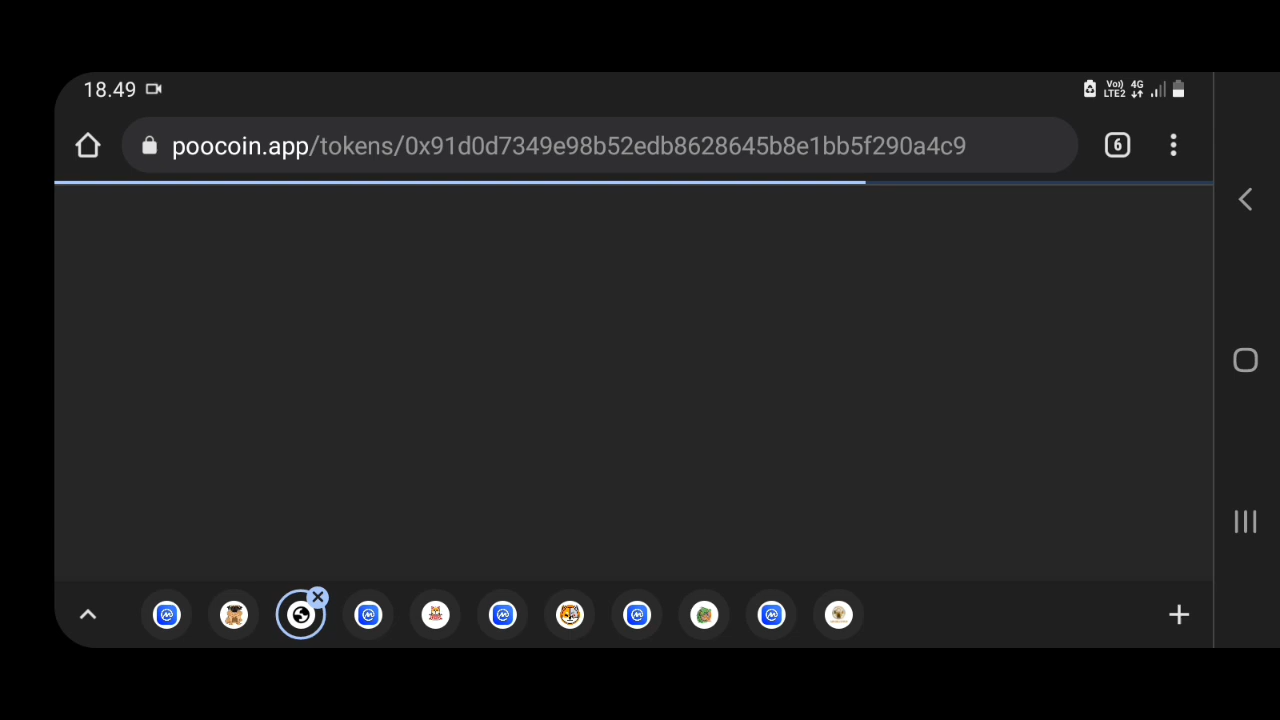 18.49
Vo) 4G
LTE2
poocoin.app/tokens/0x91d0d7349e98b52edb8628645b8e1bb5f290a4c9
6